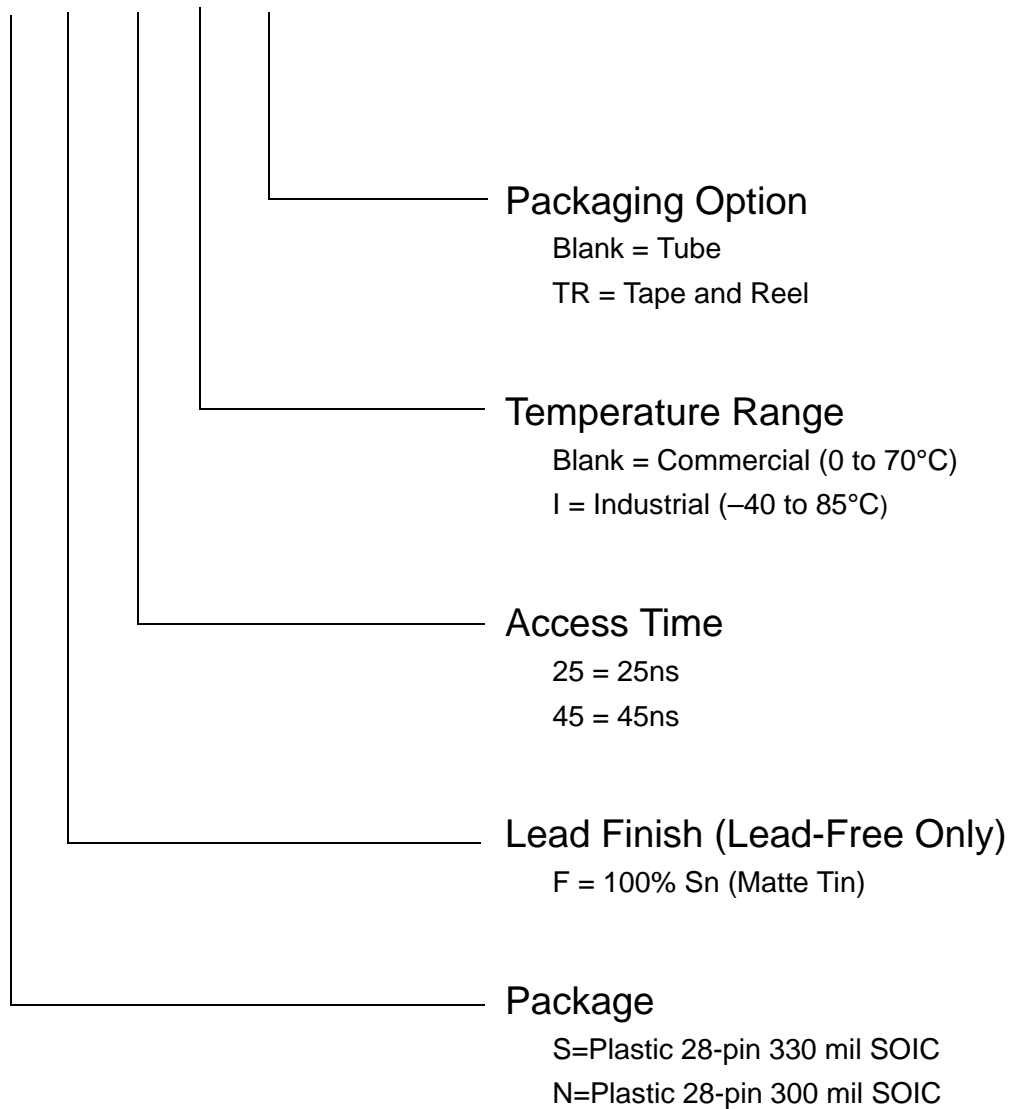 Packaging Option
Blank = Tube
TR = Tape and Reel
Temperature Range
Blank = Commercial (0 to 70°C)
I = Industrial (–40 to 85°C)
Access Time
25 = 25ns
45 = 45ns
Lead Finish (Lead-Free Only)
F = 100% Sn (Matte Tin)
Package
S=Plastic 28-pin 330 mil SOIC
N=Plastic 28-pin 300 mil SOIC